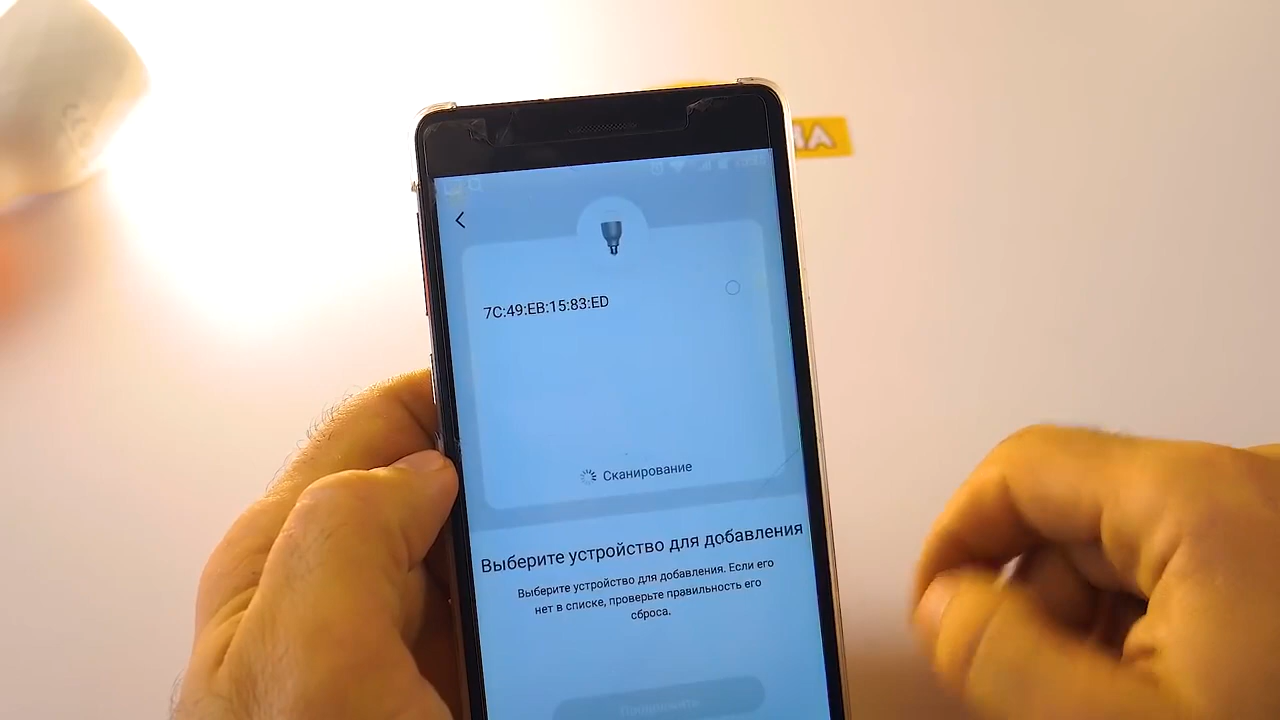 7C:49:EB:15:83:ED
Сканирование
Выберите устройство для добавления
Выберите устройство для добавления. Если его
нет в списке, проверьте правильность его
сброса.